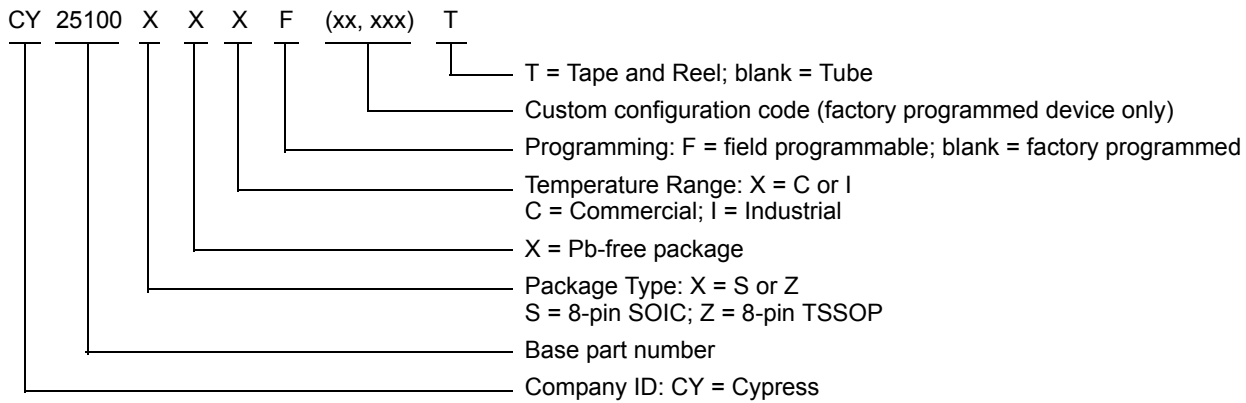 CY 25100 X X X F (xx, xxx) T
T = Tape and Reel; blank = Tube
Custom configuration code (factory programmed device only)
Programming: F = field programmable; blank = factory programmed
Temperature Range: X = C or I
C = Commercial; I = Industrial
X = Pb-free package
Package Type: X = S or Z
S = 8-pin SOIC; Z = 8-pin TSSOP
Base part number
Company ID: CY = Cypress